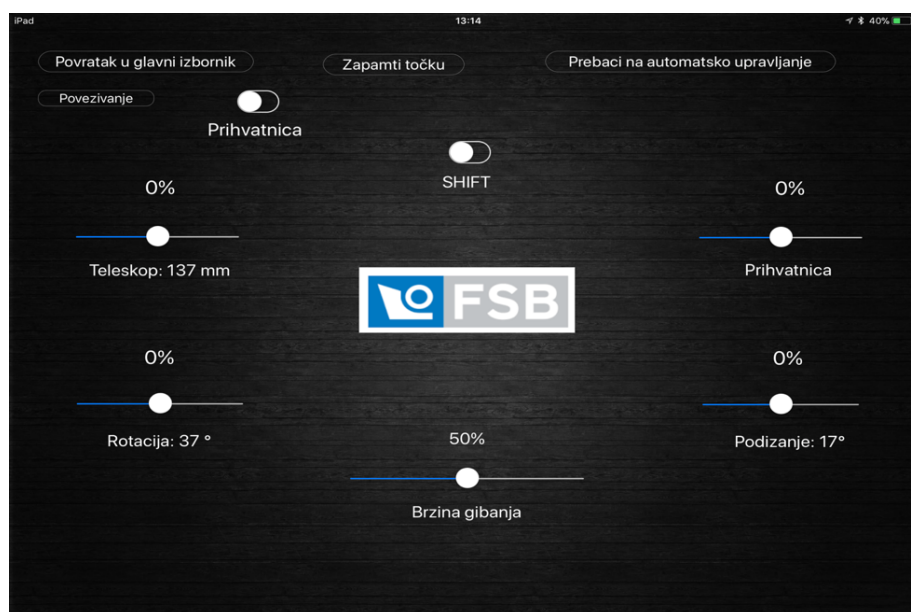 iPad 13:14 40%
Povratak u glavni izbornik Zapamti točku Prebaci na automatsko upravljanje
Povezivanje
Prihvatnica
SHIFT
0% 0%
Teleskop: 137 mm Prihvatnica
FSB
0% 0%
Rotacija: 37 ° 50% Podizanje: 17°
Brzina gibanja